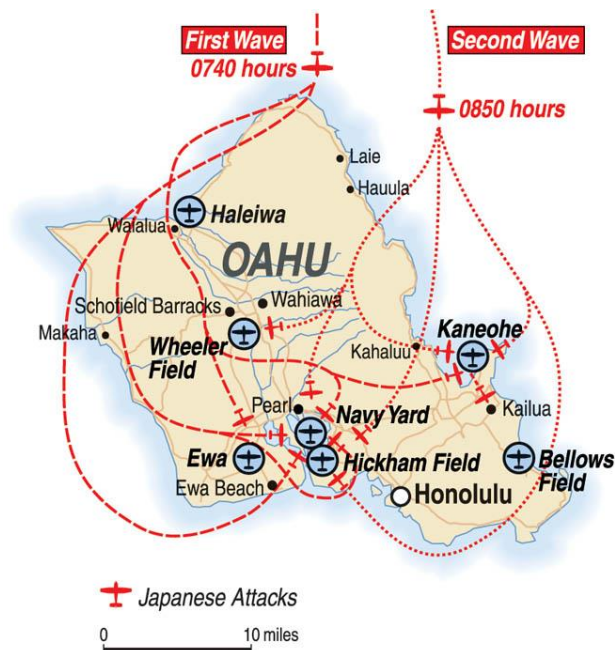 First Wave
0740 hours
Second Wave
0850 hours
Laie
Hauula
Haleiwa
Waialua
OAHU
Schofield Barracks
Wahiawa
Makaha
Wheeler
Field
Kahaluu
Kaneohe
Pearl
Navy Yard
Kailua
Ewa
Hickham Field
Bellows
Field
Ewa Beach
Honolulu
Japanese Attacks
0
10 miles